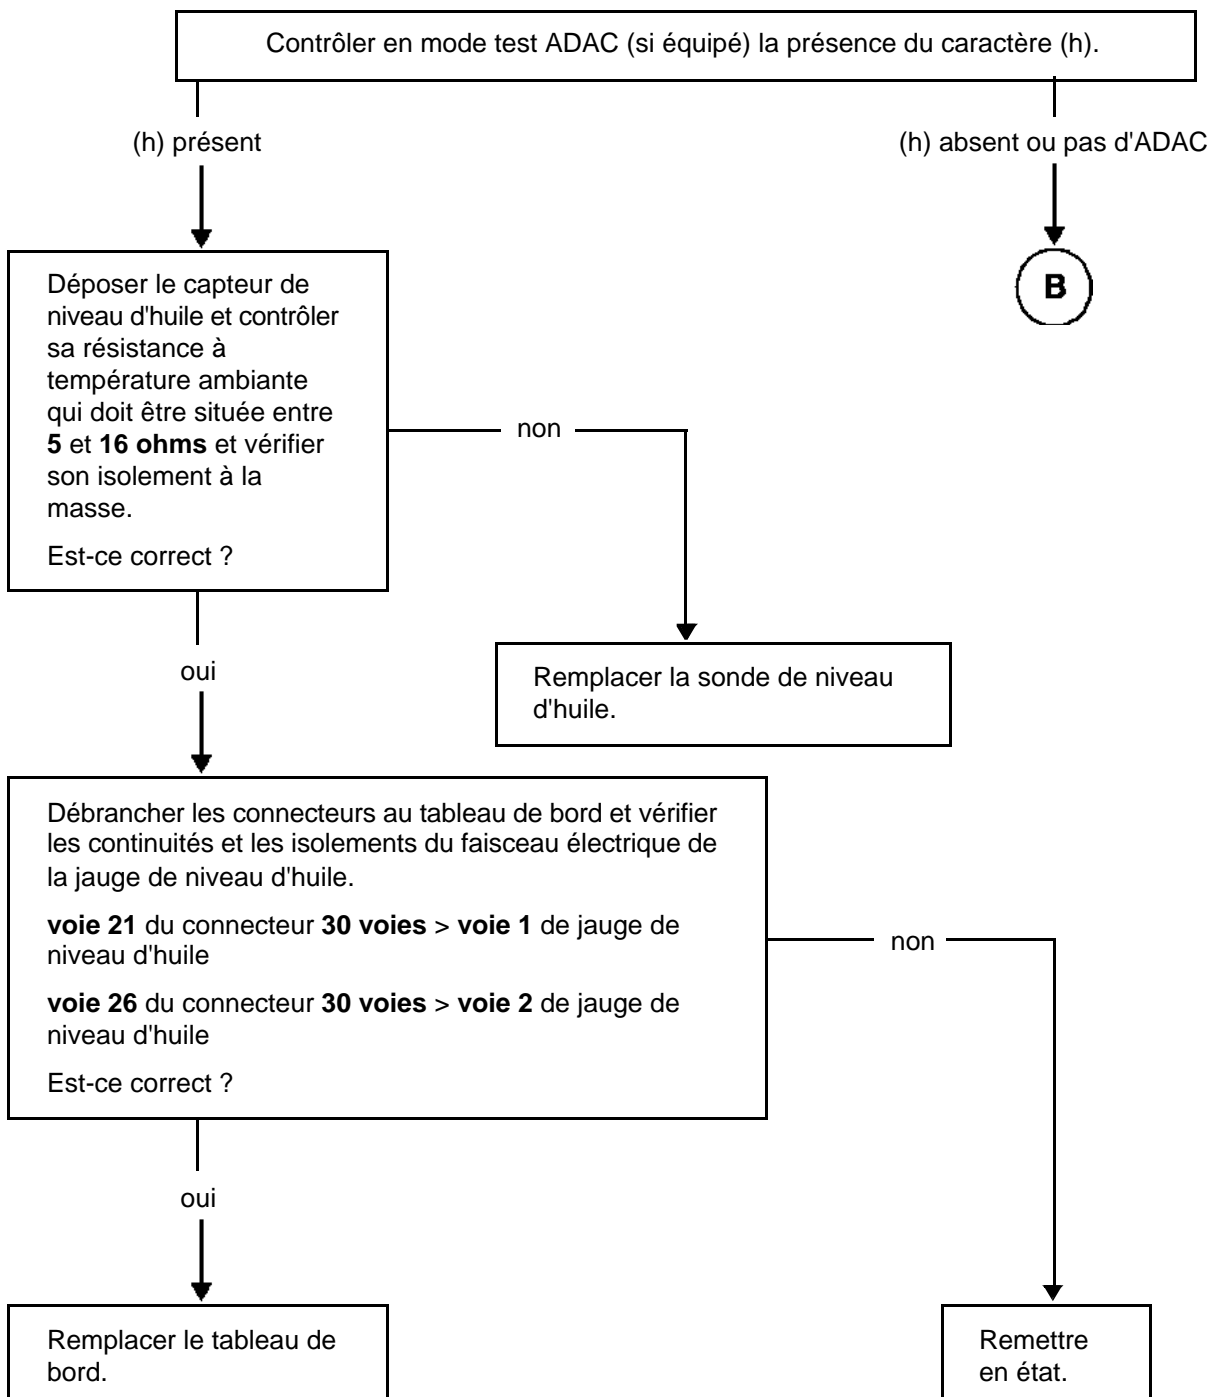 Contrôler en mode test ADAC (si équipé) la présence du caractère (h).
(h) présent
(h) absent ou pas d'ADAC
B
Déposer le capteur de
niveau d'huile et contrôler
sa résistance à
température ambiante
qui doit être située entre
5 et 16 ohms et vérifier
son isolement à la
masse.
Est-ce correct ?
non
oui
Remplacer la sonde de niveau
d'huile.
Débrancher les connecteurs au tableau de bord et vérifier
les continuités et les isolements du faisceau électrique de
la jauge de niveau d'huile.
voie 21 du connecteur 30 voies > voie 1 de jauge de
niveau d'huile
voie 26 du connecteur 30 voies > voie 2 de jauge de
niveau d'huile
Est-ce correct ?
non
oui
Remplacer le tableau de
bord.
Remettre
en état.